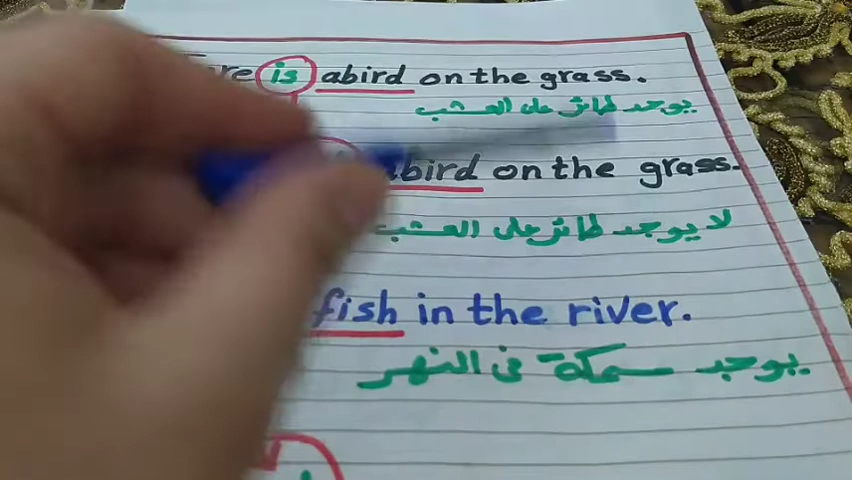 is abird on the grass.
يوجد طائر على العشب
abird on the grass.
لا يوجد طائر على العشب
fish in the river.
يوجد سمكة فى النهر